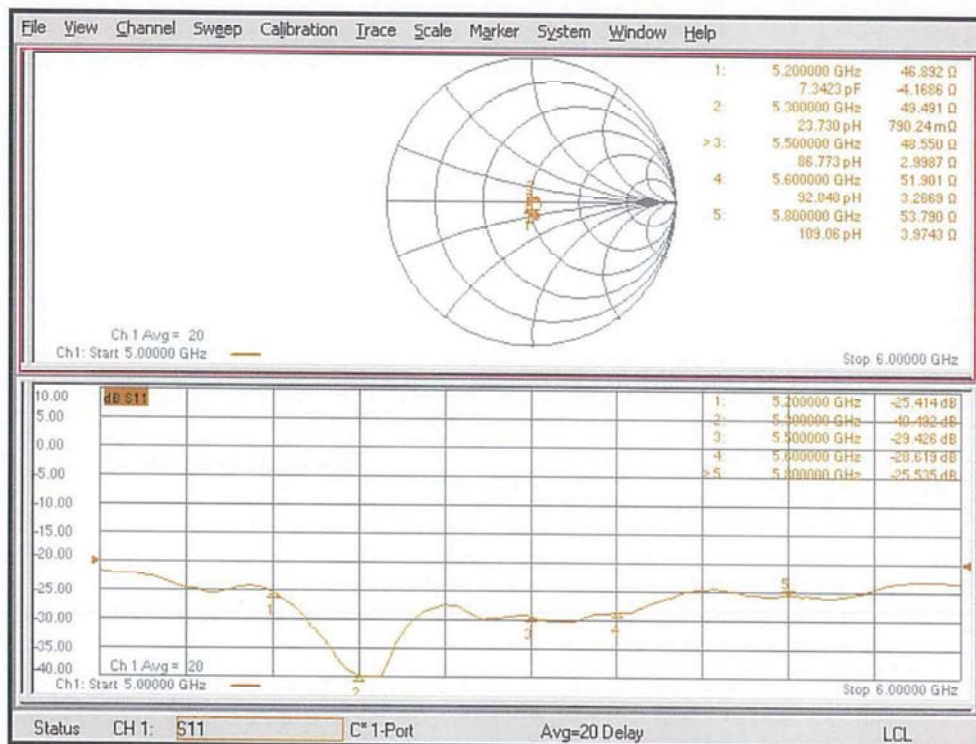 File View Channel Sweep Calibration Trace Scale Marker System Window Help
1: 5.200000 GHz 46.892 Ω
7.3423 pF -4.1686 Ω
2: 5.300000 GHz 49.491 Ω
23.730 pH 790.24 mΩ
>3: 5.500000 GHz 48.550 Ω
86.773 pH 2.9987 Ω
4: 5.600000 GHz 51.901 Ω
92.040 pH 3.2669 Ω
5: 5.800000 GHz 53.790 Ω
109.06 pH 3.9743 Ω
Ch 1 Avg = 20
Ch1: Start 5.00000 GHz
Stop 6.00000 GHz
10.00
dB S11
5.00
0.00
-5.00
-10.00
-15.00
-20.00
-25.00
-30.00
-35.00
-40.00
1: 5.200000 GHz -25.414 dB
2: 5.300000 GHz -40.492 dB
3: 5.500000 GHz -29.426 dB
4: 5.600000 GHz -28.619 dB
>5: 5.800000 GHz -25.535 dB
1
2
3
4
5
Ch 1 Avg = 20
Ch1: Start 5.00000 GHz
Stop 6.00000 GHz
Status CH 1: S11 C* 1-Port Avg=20 Delay LCL